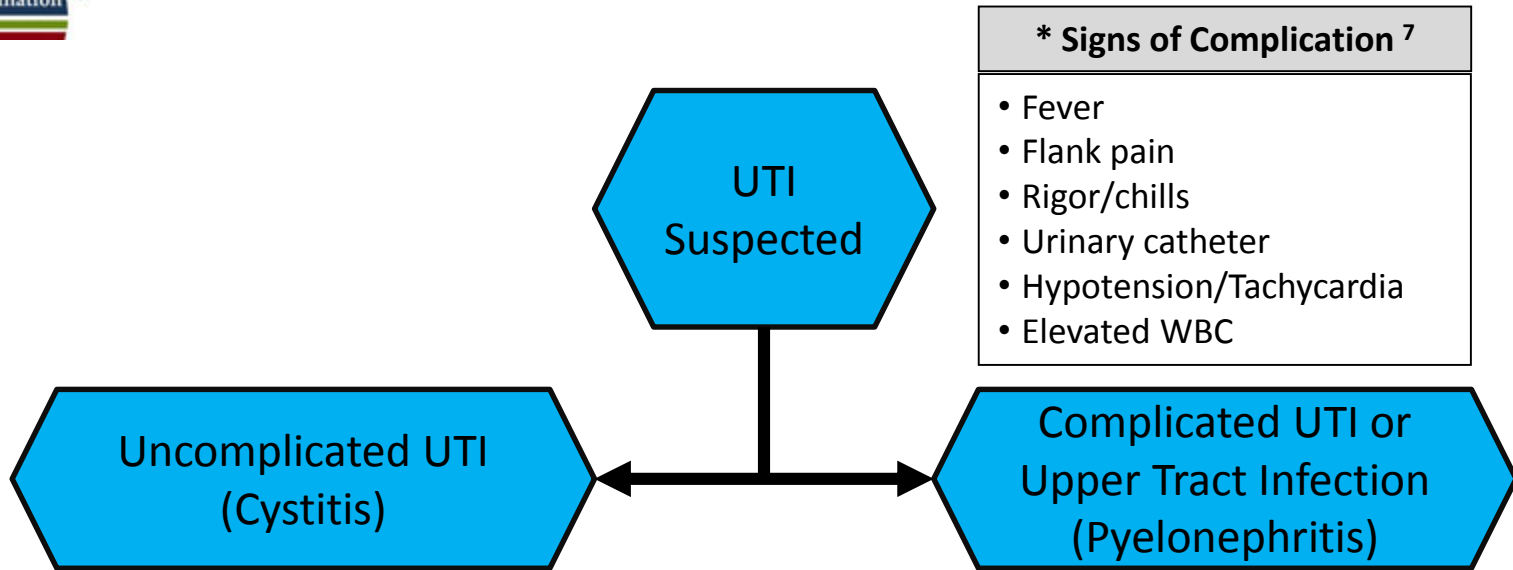 * Signs of Complication ⁷
• Fever
• Flank pain
• Rigor/chills
• Urinary catheter
• Hypotension/Tachycardia
• Elevated WBC
UTI
Suspected
Uncomplicated UTI
(Cystitis)
Complicated UTI or
Upper Tract Infection
(Pyelonephritis)